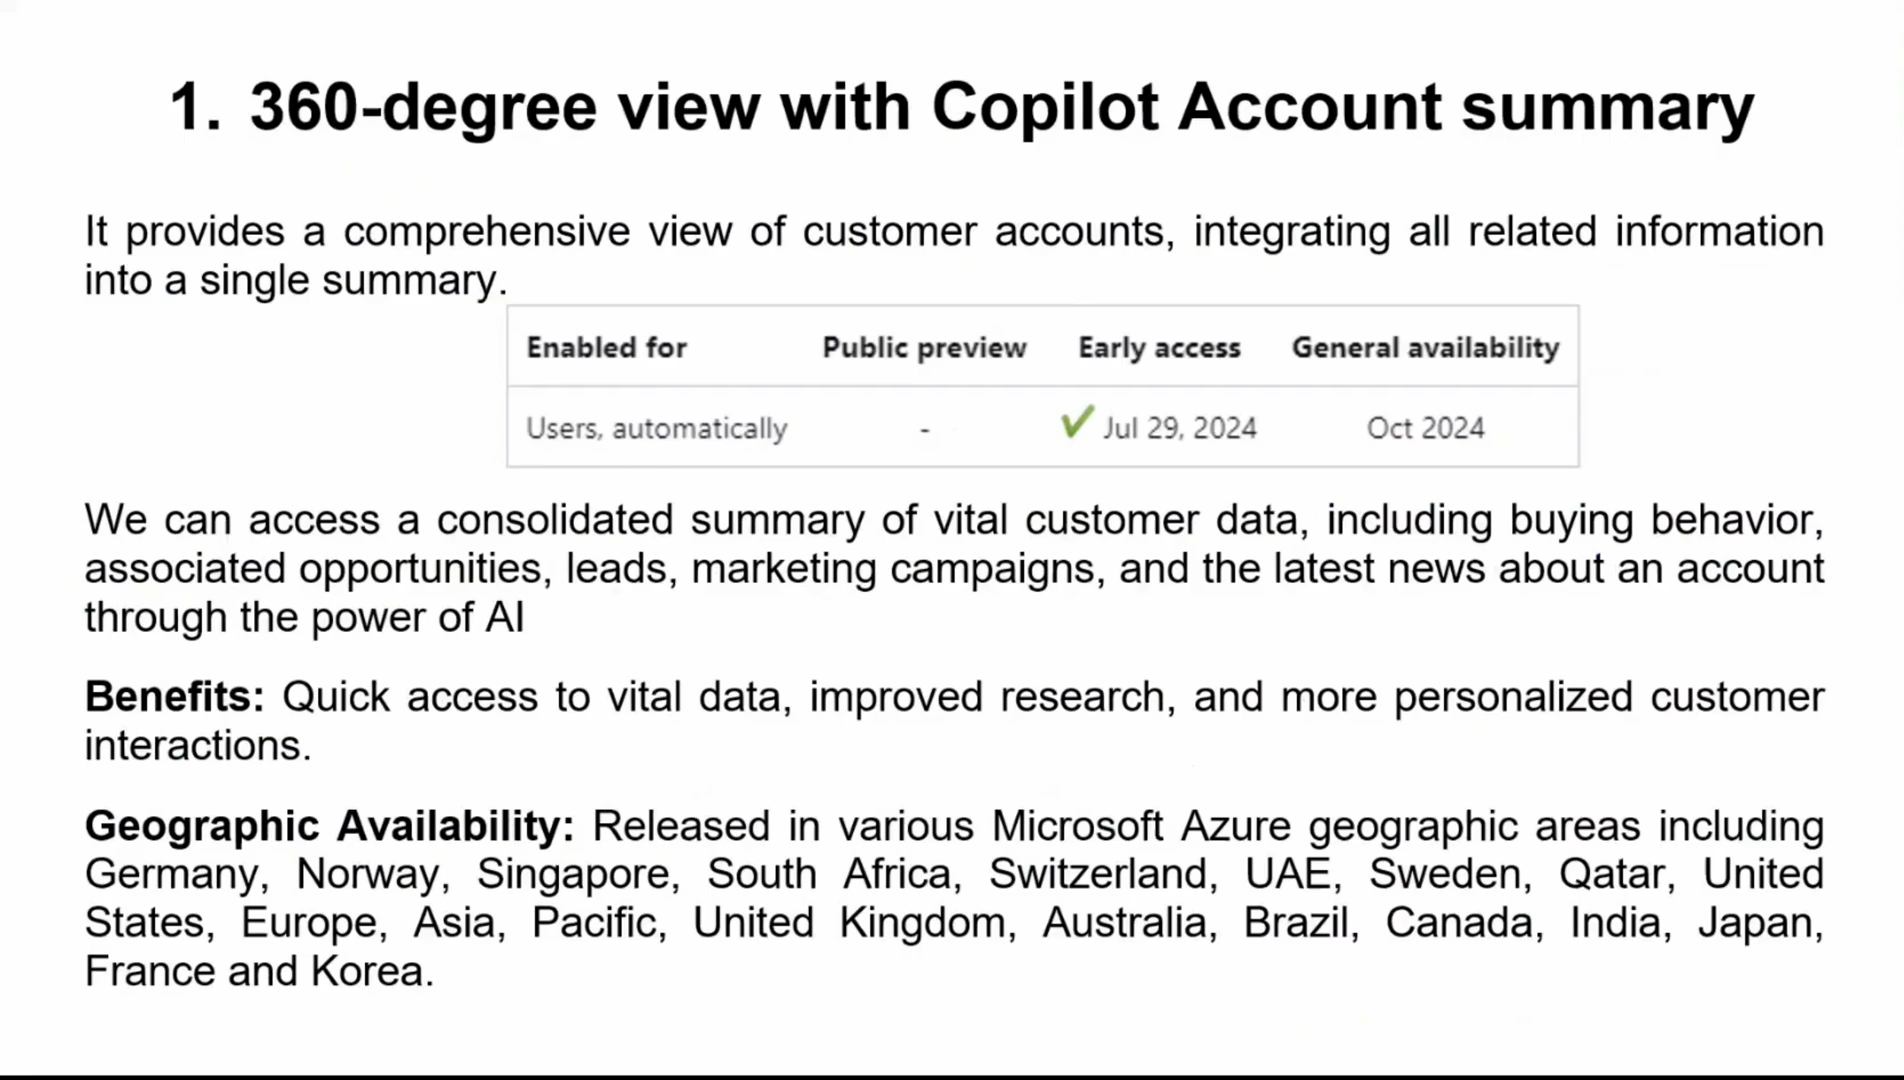 1. 360-degree view with Copilot Account summary
It provides a comprehensive view of customer accounts, integrating all related information
into a single summary.
Enabled for Public preview Early access General availability
Users, automatically - ✔ Jul 29, 2024 Oct 2024
We can access a consolidated summary of vital customer data, including buying behavior,
associated opportunities, leads, marketing campaigns, and the latest news about an account
through the power of AI
Benefits: Quick access to vital data, improved research, and more personalized customer
interactions.
Geographic Availability: Released in various Microsoft Azure geographic areas including
Germany, Norway, Singapore, South Africa, Switzerland, UAE, Sweden, Qatar, United
States, Europe, Asia, Pacific, United Kingdom, Australia, Brazil, Canada, India, Japan,
France and Korea.